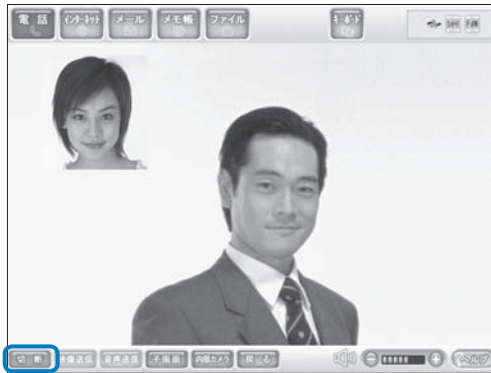 電話 インターネット メール メモ帳 ファイル キーボード
切断 映像送信 音声送信 子画面 内部カメラ 戻る ヘルプ